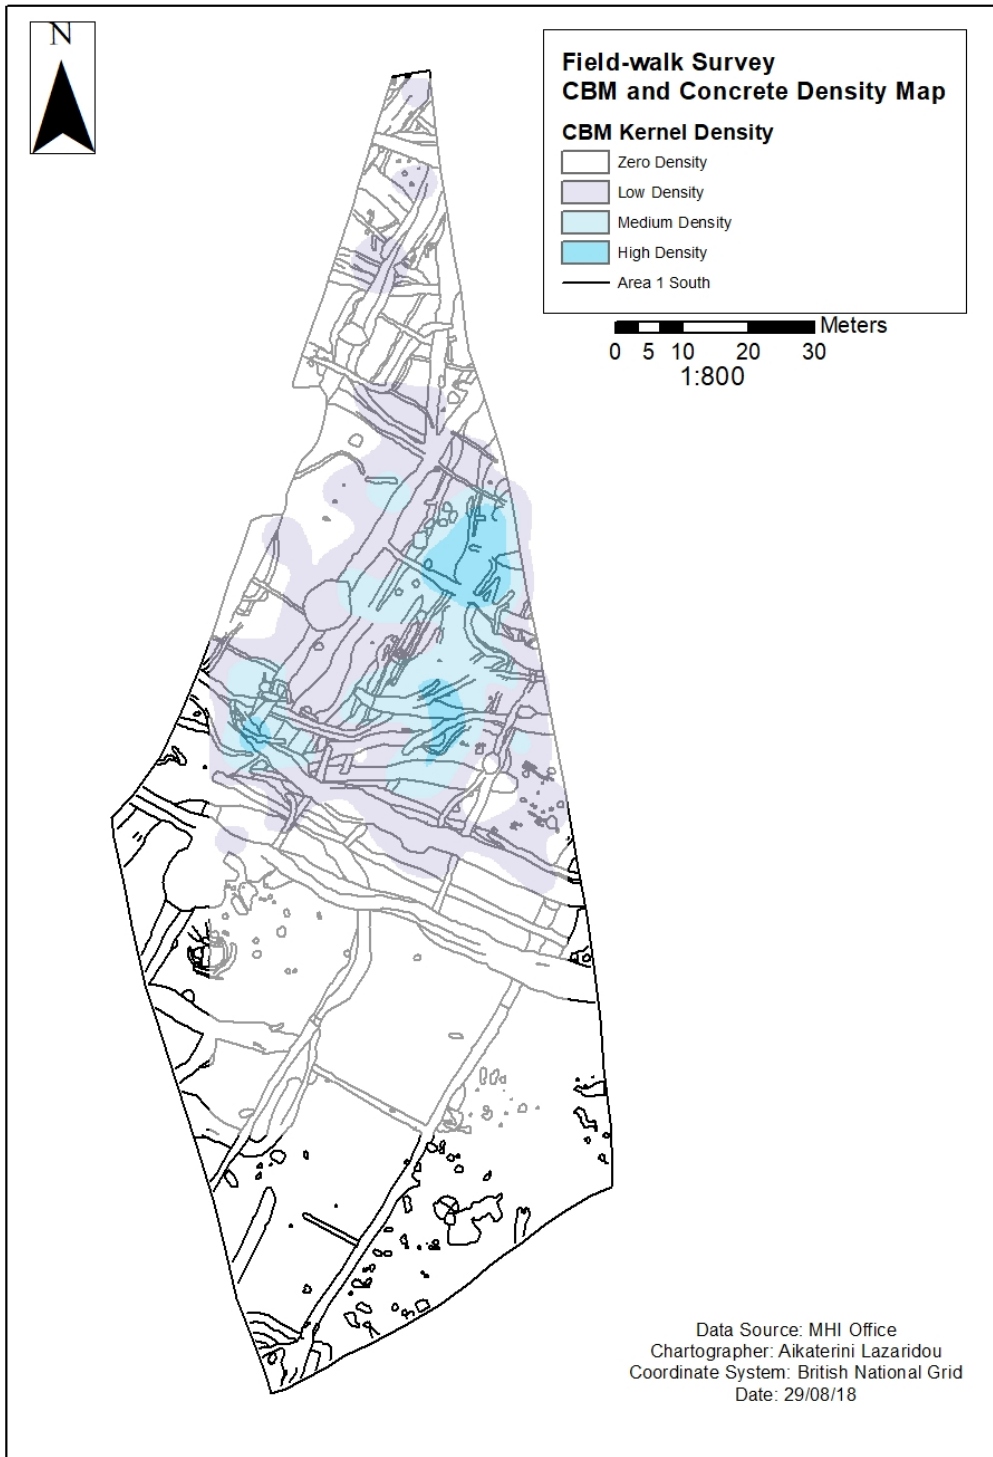 N
Field-walk Survey
CBM and Concrete Density Map
CBM Kernel Density
Zero Density
Low Density
Medium Density
High Density
Area 1 South
Meters
0 5 10 20 30
1:800
Data Source: MHI Office
Chartographer: Aikaterini Lazaridou
Coordinate System: British National Grid
Date: 29/08/18